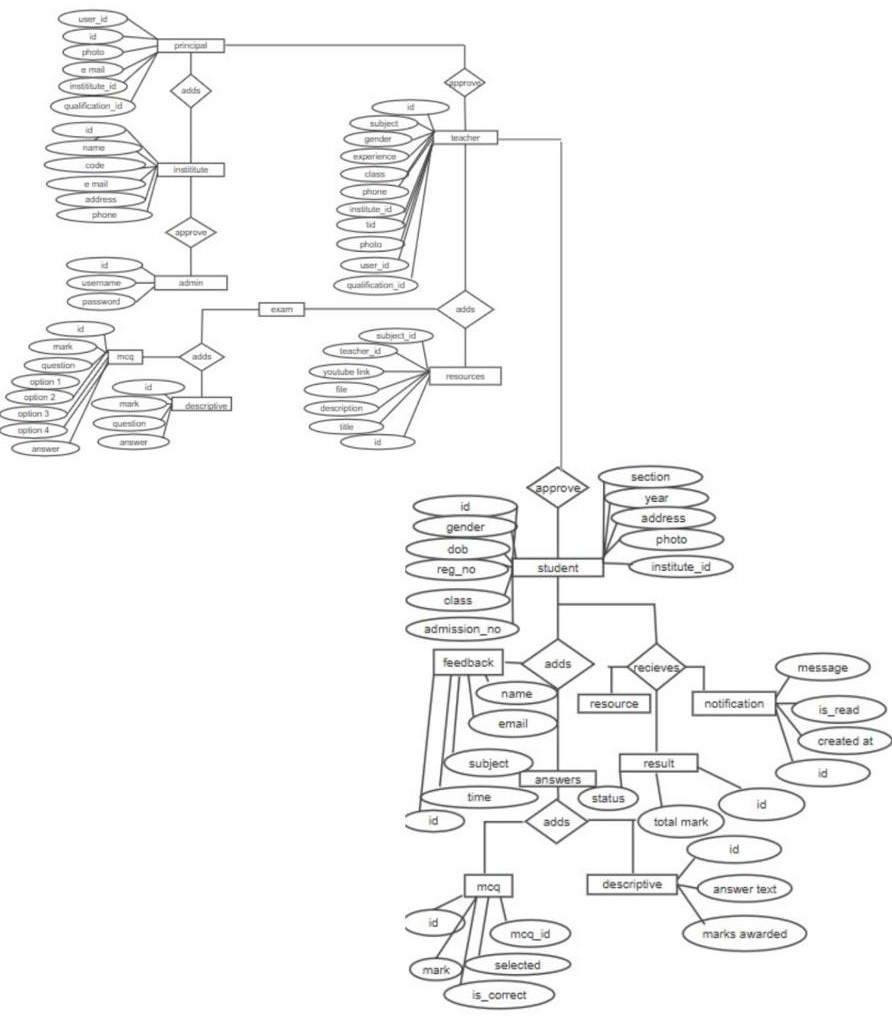 user_id
id
photo
e mail
instititute_id
qualification_id
principal
adds
approve
id
name
code
e mail
address
phone
instititute
approve
id
username
password
admin
id
subject
gender
experience
class
phone
institute_id
tid
photo
user_id
qualification_id
teacher
exam
adds
id
mark
question
option 1
option 2
option 3
option 4
answer
mcq
adds
id
mark
question
answer
descriptive
subject_id
teacher_id
youtube link
file
description
title
id
resources
approve
section
year
address
photo
institute_id
id
gender
dob
reg_no
class
admission_no
student
feedback
adds
recieves
name
email
subject
time
id
resource
notification
message
is_read
created at
id
result
status
total mark
id
answers
adds
mcq
id
mark
mcq_id
selected
is_correct
descriptive
id
answer text
marks awarded